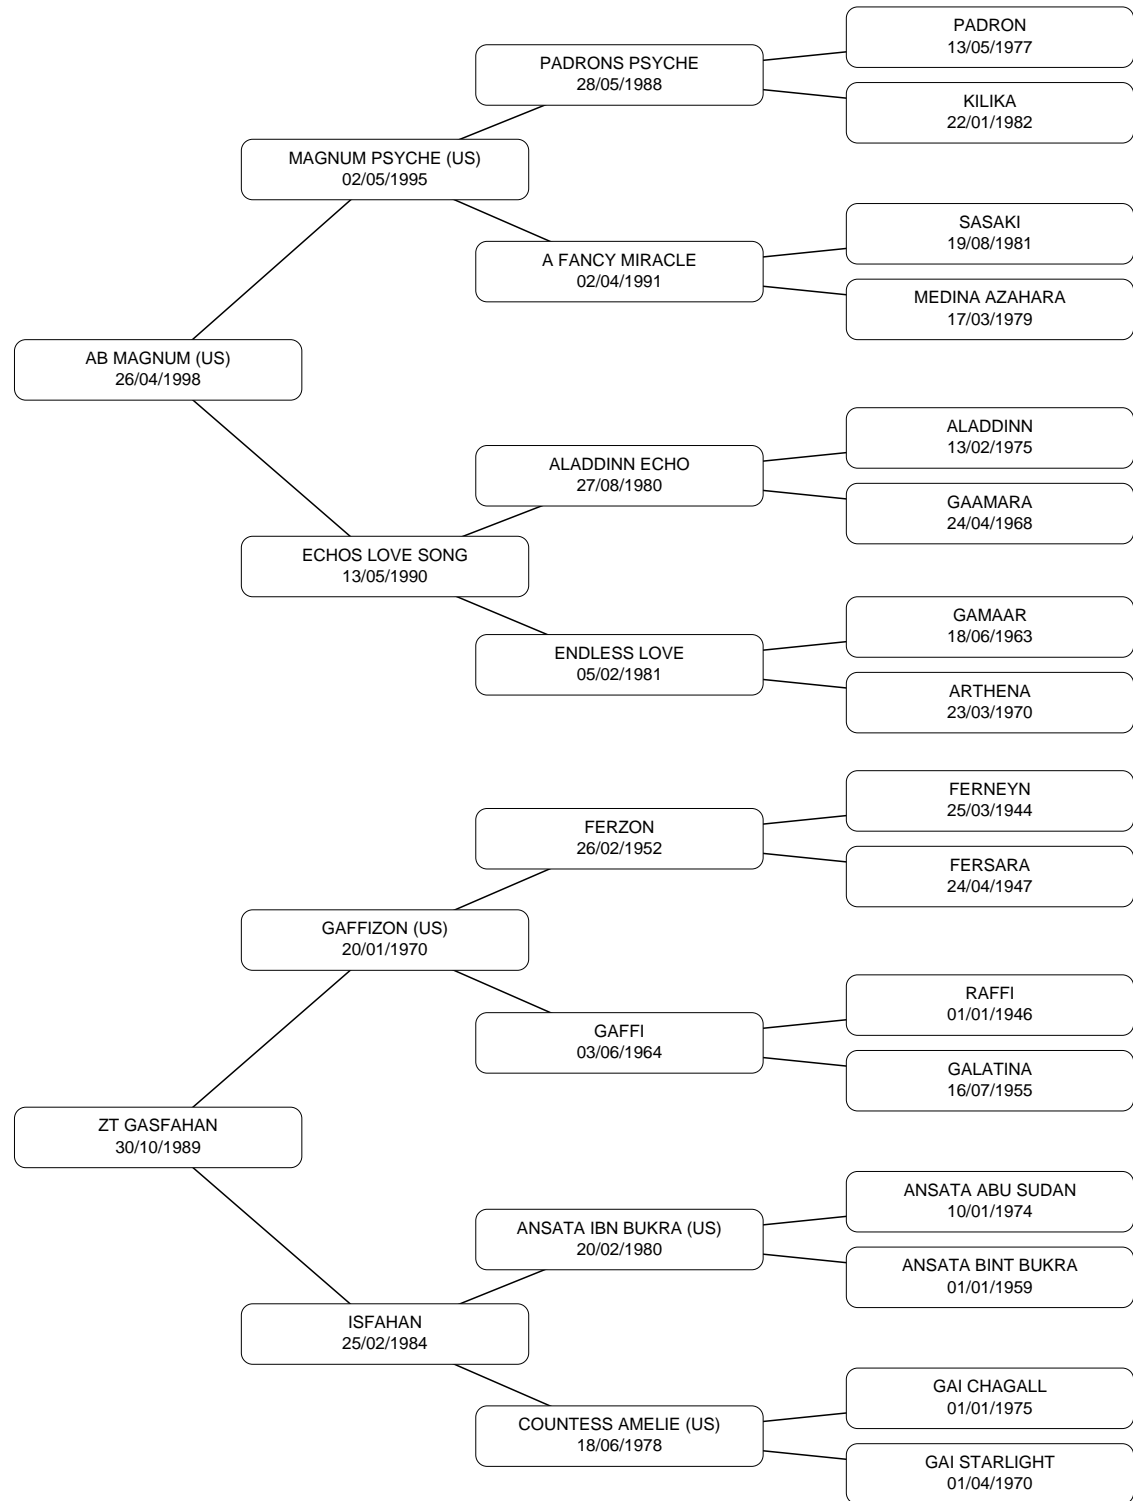 PADRON
13/05/1977
PADRONS PSYCHE
28/05/1988
KILIKA
22/01/1982
MAGNUM PSYCHE (US)
02/05/1995
SASAKI
19/08/1981
A FANCY MIRACLE
02/04/1991
MEDINA AZAHARA
17/03/1979
AB MAGNUM (US)
26/04/1998
ALADDINN
13/02/1975
ALADDINN ECHO
27/08/1980
GAAMARA
24/04/1968
ECHOS LOVE SONG
13/05/1990
GAMAAR
18/06/1963
ENDLESS LOVE
05/02/1981
ARTHENA
23/03/1970
FERNEYN
25/03/1944
FERZON
26/02/1952
FERSARA
24/04/1947
GAFFIZON (US)
20/01/1970
RAFFI
01/01/1946
GAFFI
03/06/1964
GALATINA
16/07/1955
ZT GASFAHAN
30/10/1989
ANSATA ABU SUDAN
10/01/1974
ANSATA IBN BUKRA (US)
20/02/1980
ANSATA BINT BUKRA
01/01/1959
ISFAHAN
25/02/1984
GAI CHAGALL
01/01/1975
COUNTESS AMELIE (US)
18/06/1978
GAI STARLIGHT
01/04/1970